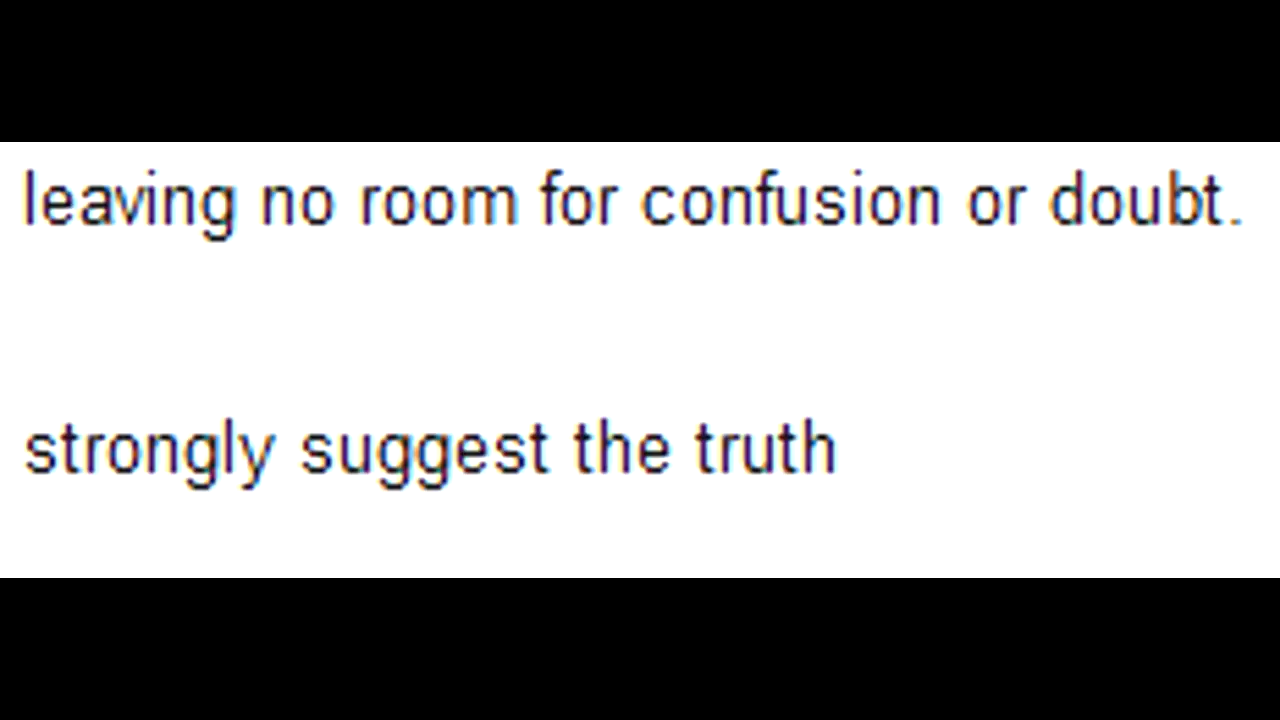 leaving no room for confusion or doubt.
strongly suggest the truth